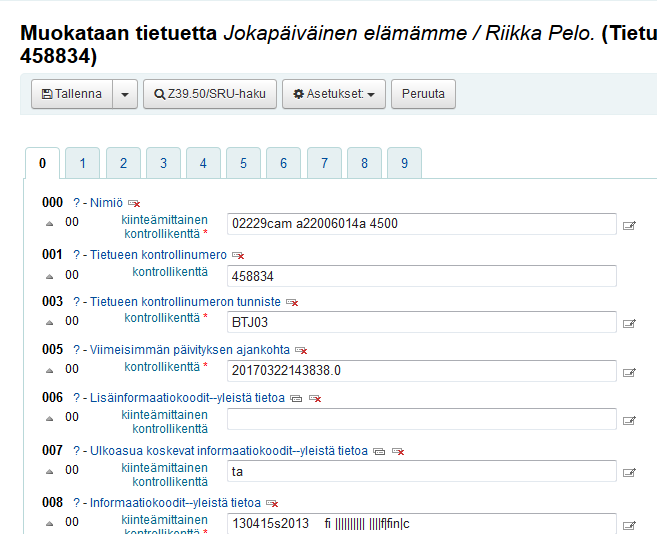 Muokataan tietuetta Jokapäiväinen elämämme / Riikka Pelo. (Tietu
458834)
Tallenna Z39.50/SRU-haku Asetukset: Peruuta
0 1 2 3 4 5 6 7 8 9
000 ? - Nimiö
00 kiinteämittainen kontrollikenttä * 02229cam a22006014a 4500
001 ? - Tietueen kontrollinumero
00 kontrollikenttä 458834
003 ? - Tietueen kontrollinumeron tunniste
00 kontrollikenttä * BTJ03
005 ? - Viimeisimmän päivityksen ajankohta
00 kontrollikenttä * 20170322143838.0
006 ? - Lisäinformaatiokoodit--yleistä tietoa
00 kiinteämittainen kontrollikenttä
007 ? - Ulkoasua koskevat informaatiokoodit--yleistä tietoa
00 kiinteämittainen kontrollikenttä ta
008 ? - Informaatiokoodit--yleistä tietoa
00 kiinteämittainen kontrollikenttä * 130415s2013 fi |||||||||| ||||f|fin|c